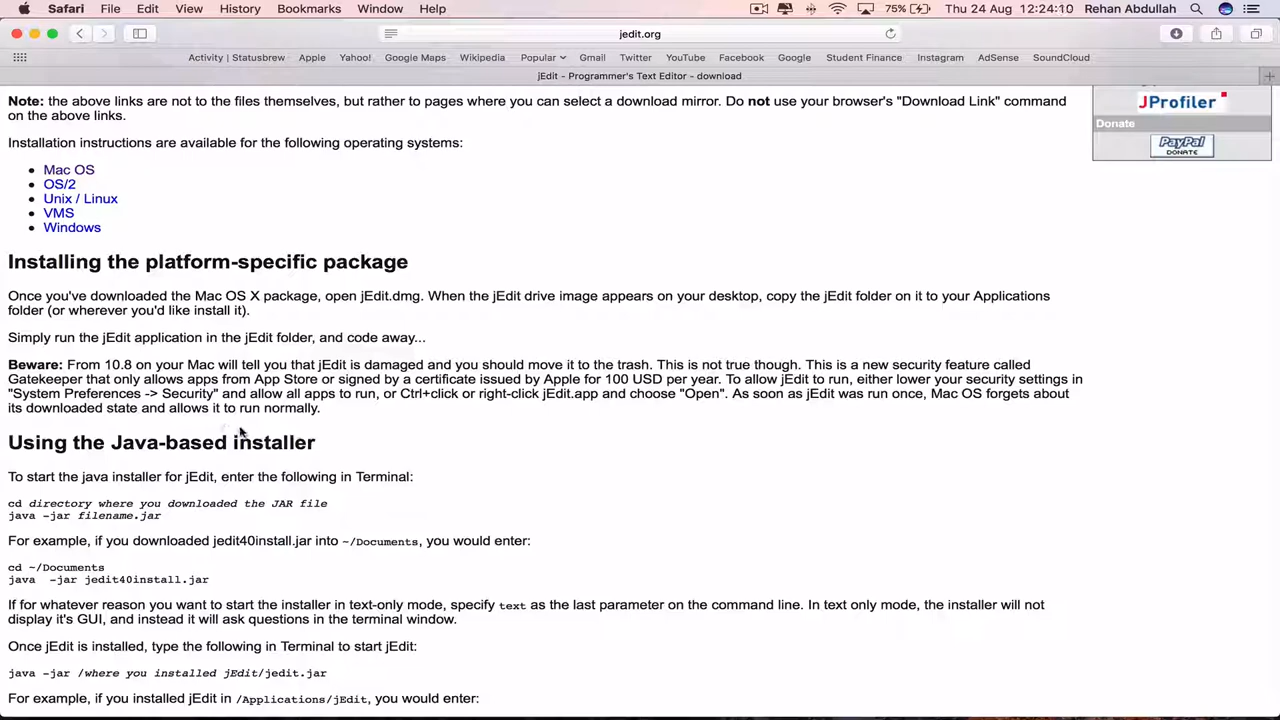 Safari File Edit View History Bookmarks Window Help 75% Thu 24 Aug 12:24:10 Rehan Abdullah
jedit.org
Activity | Statusbrew Apple Yahoo! Google Maps Wikipedia Popular Gmail Twitter YouTube Facebook Google Student Finance Instagram AdSense SoundCloud
jEdit - Programmer's Text Editor - download
Note: the above links are not to the files themselves, but rather to pages where you can select a download mirror. Do not use your browser's "Download Link" command
on the above links.
JProfiler
Donate
PayPal
DONATE
Installation instructions are available for the following operating systems:
Mac OS
OS/2
Unix / Linux
VMS
Windows
Installing the platform-specific package
Once you've downloaded the Mac OS X package, open jEdit.dmg. When the jEdit drive image appears on your desktop, copy the jEdit folder on it to your Applications
folder (or wherever you'd like install it).
Simply run the jEdit application in the jEdit folder, and code away...
Beware: From 10.8 on your Mac will tell you that jEdit is damaged and you should move it to the trash. This is not true though. This is a new security feature called
Gatekeeper that only allows apps from App Store or signed by a certificate issued by Apple for 100 USD per year. To allow jEdit to run, either lower your security settings in
"System Preferences -> Security" and allow all apps to run, or Ctrl+click or right-click jEdit.app and choose "Open". As soon as jEdit was run once, Mac OS forgets about
its downloaded state and allows it to run normally.
Using the Java-based installer
To start the java installer for jEdit, enter the following in Terminal:
cd directory where you downloaded the JAR file
java -jar filename.jar
For example, if you downloaded jedit40install.jar into ~/Documents, you would enter:
cd ~/Documents
java -jar jedit40install.jar
If for whatever reason you want to start the installer in text-only mode, specify text as the last parameter on the command line. In text only mode, the installer will not
display it's GUI, and instead it will ask questions in the terminal window.
Once jEdit is installed, type the following in Terminal to start jEdit:
java -jar /where you installed jEdit/jedit.jar
For example, if you installed jEdit in /Applications/jEdit, you would enter: